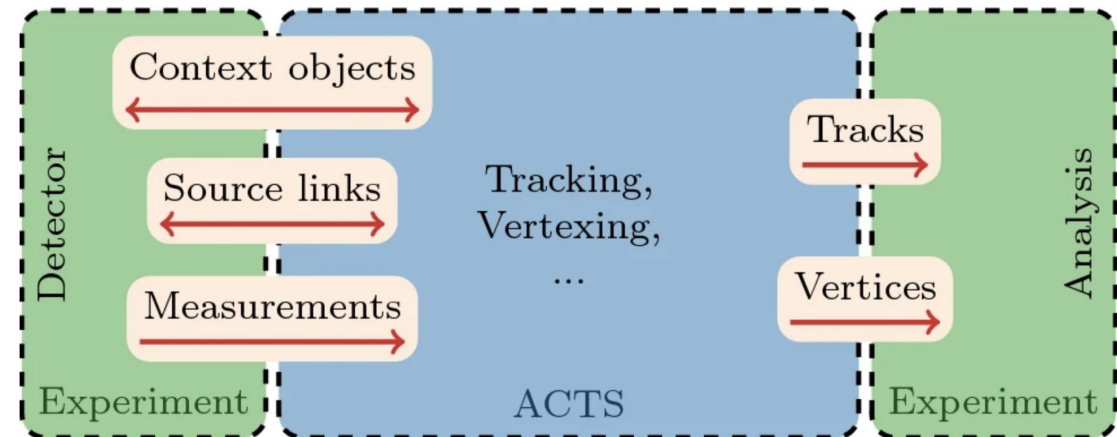 Context objects
Source links
Measurements
Detector
Experiment
Tracking,
Vertexing,
...
ACTS
Tracks
Vertices
Analysis
Experiment